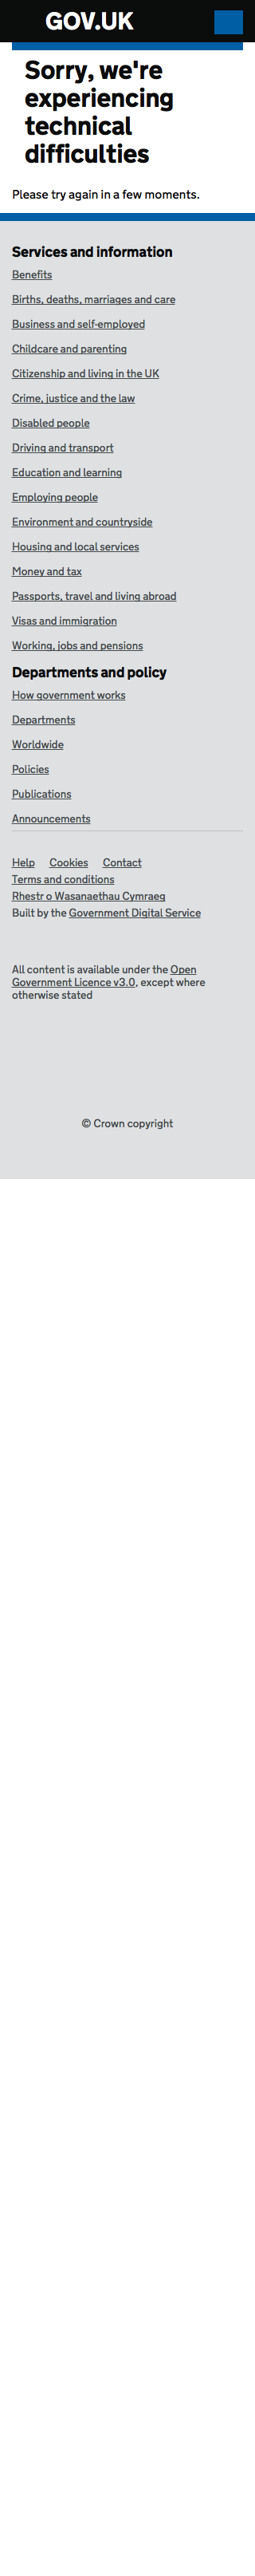 GOV.UK
Sorry, we're
experiencing
technical
difficulties
Please try again in a few moments.
Services and information
Benefits
Births, deaths, marriages and care
Business and self-employed
Childcare and parenting
Citizenship and living in the UK
Crime, justice and the law
Disabled people
Driving and transport
Education and learning
Employing people
Environment and countryside
Housing and local services
Money and tax
Passports, travel and living abroad
Visas and immigration
Working, jobs and pensions
Departments and policy
How government works
Departments
Worldwide
Policies
Publications
Announcements
Help Cookies Contact
Terms and conditions
Rhestr o Wasanaethau Cymraeg
Built by the Government Digital Service
All content is available under the Open
Government Licence v3.0, except where
otherwise stated
© Crown copyright